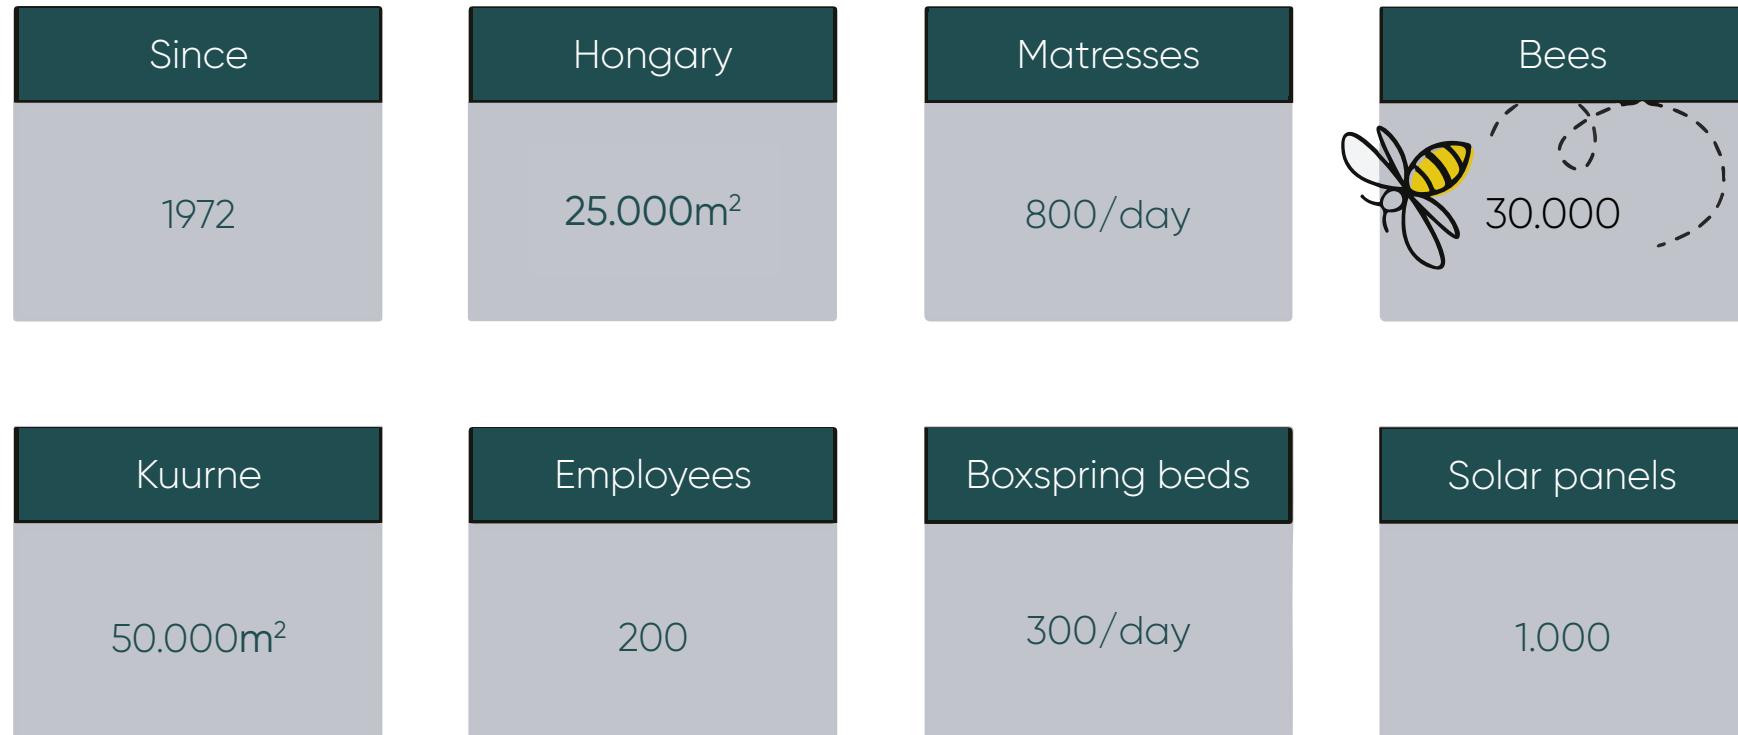 Since
1972
Hongary
25.000m²
Matresses
800/day
Bees
30.000
Kuurne
50.000m²
Employees
200
Boxspring beds
300/day
Solar panels
1.000